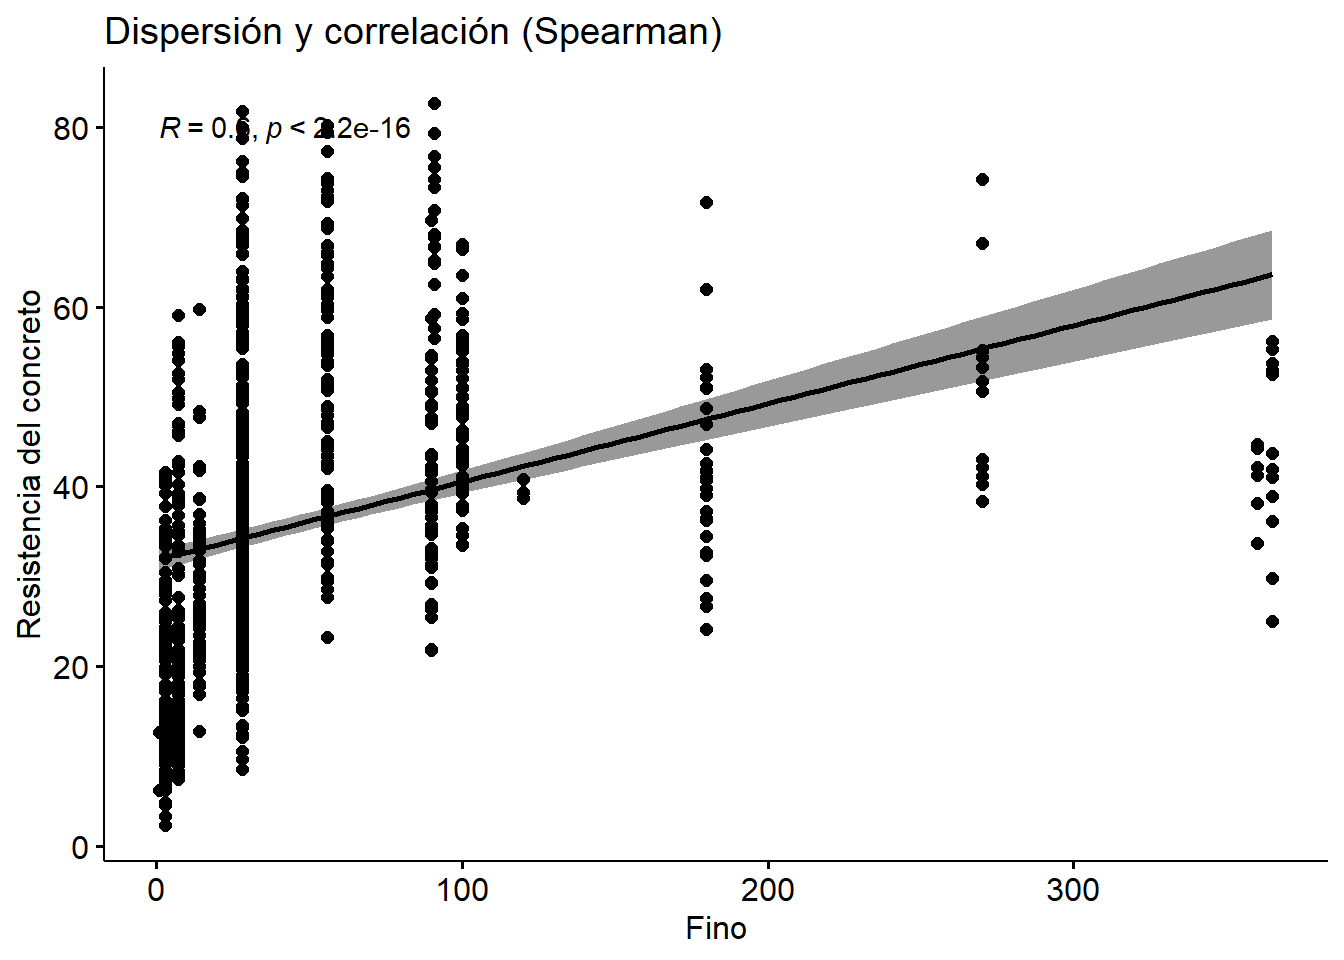 Dispersión y correlación (Spearman)
R = 0.6, p < 2.2e-16
80
60
40
20
0
Resistencia del concreto
0 100 200 300
Fino